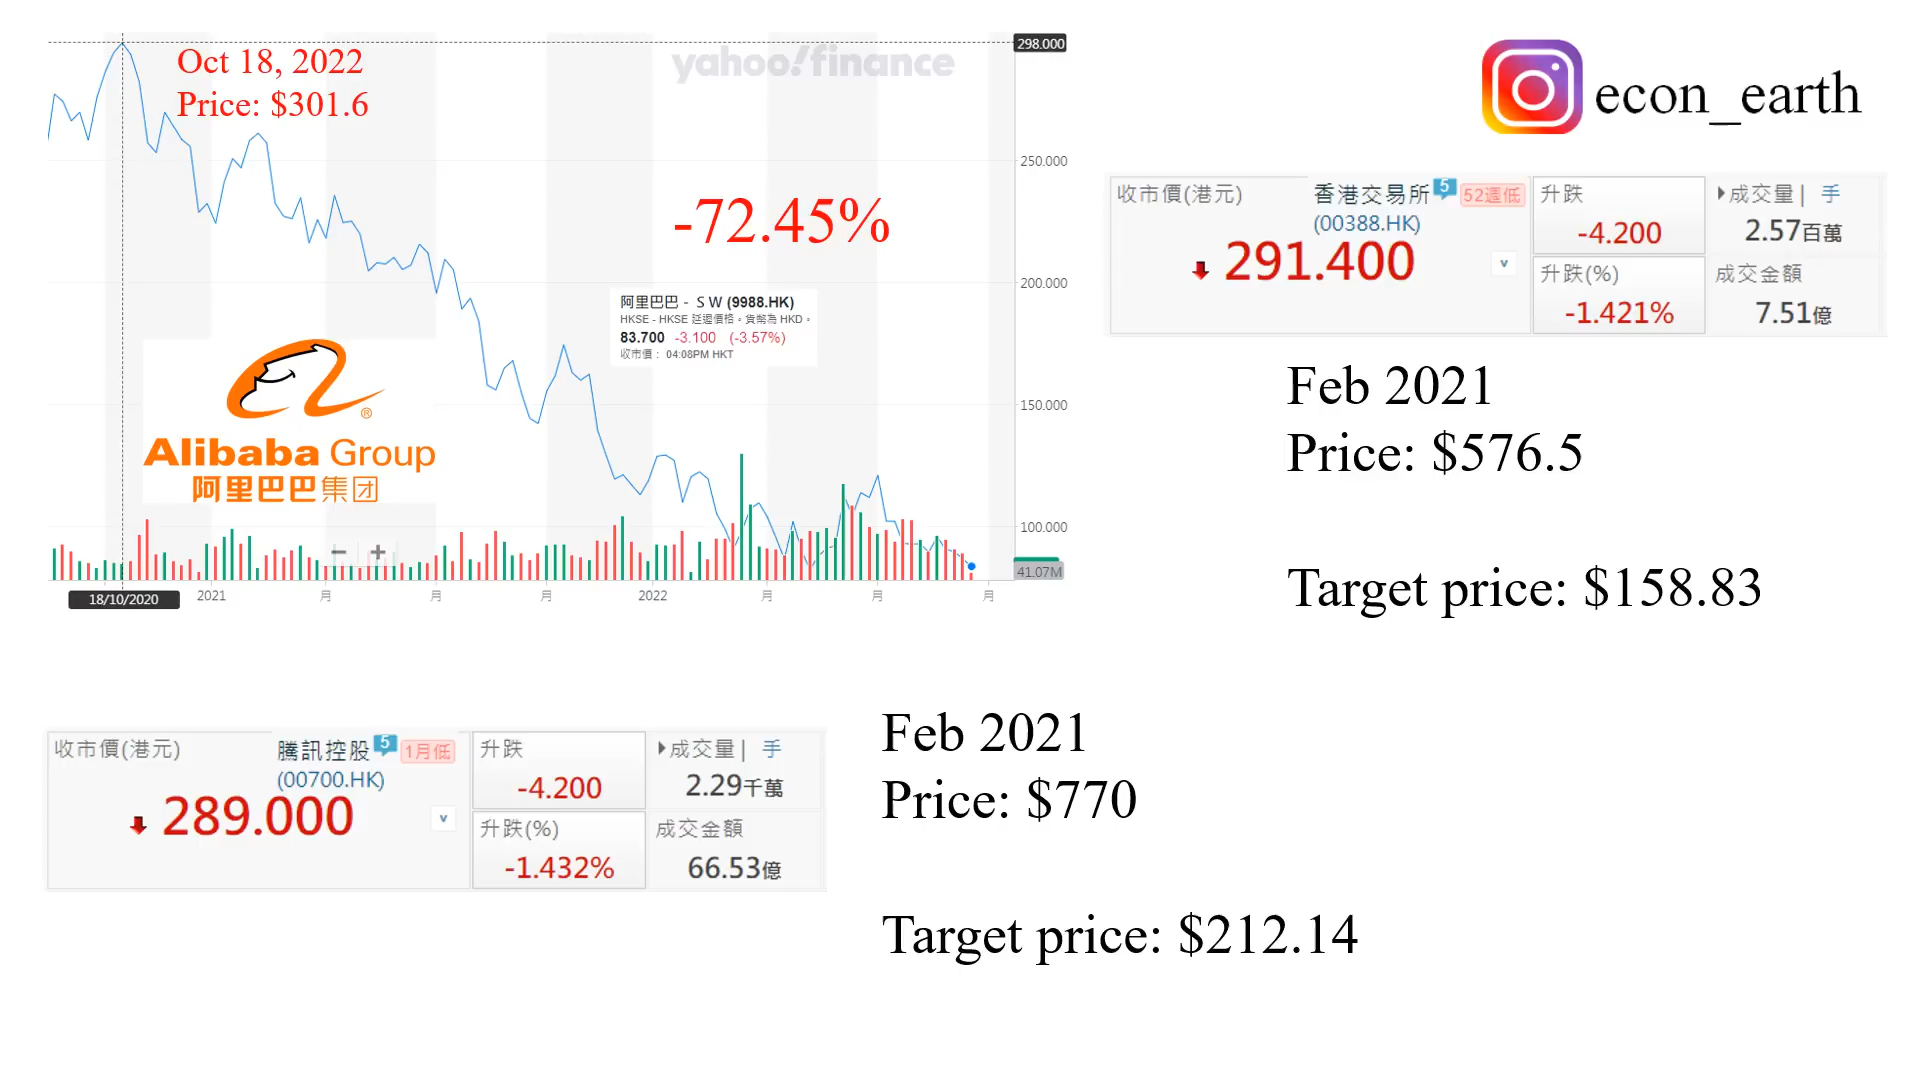 Oct 18, 2022
Price: $301.6
yahoo!finance
298.000
250.000
200.000
150.000
100.000
41.07M
-72.45%
阿里巴巴 - S W (9988.HK)
HKSE - HKSE 延遲價格。貨幣為 HKD。
83.700 -3.100 (-3.57%)
收市價： 04:08PM HKT
®
Alibaba Group
阿里巴巴集团
− +
18/10/2020 2021 月 月 月 2022 月 月 月
econ_earth
收市價(港元) 香港交易所 5 52週低
(00388.HK)
291.400
升跌
-4.200
升跌(%)
-1.421%
成交量 | 手
2.57百萬
成交金額
7.51億
Feb 2021
Price: $576.5
Target price: $158.83
收市價(港元) 騰訊控股 5 1月低
(00700.HK)
289.000
升跌
-4.200
升跌(%)
-1.432%
成交量 | 手
2.29千萬
成交金額
66.53億
Feb 2021
Price: $770
Target price: $212.14